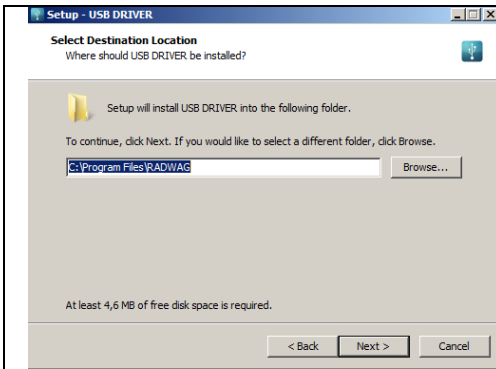 Setup - USB DRIVER
Select Destination Location
Where should USB DRIVER be installed?
Setup will install USB DRIVER into the following folder.
To continue, click Next. If you would like to select a different folder, click Browse.
C:\Program Files\RADWAG
Browse...
At least 4,6 MB of free disk space is required.
< Back
Next >
Cancel